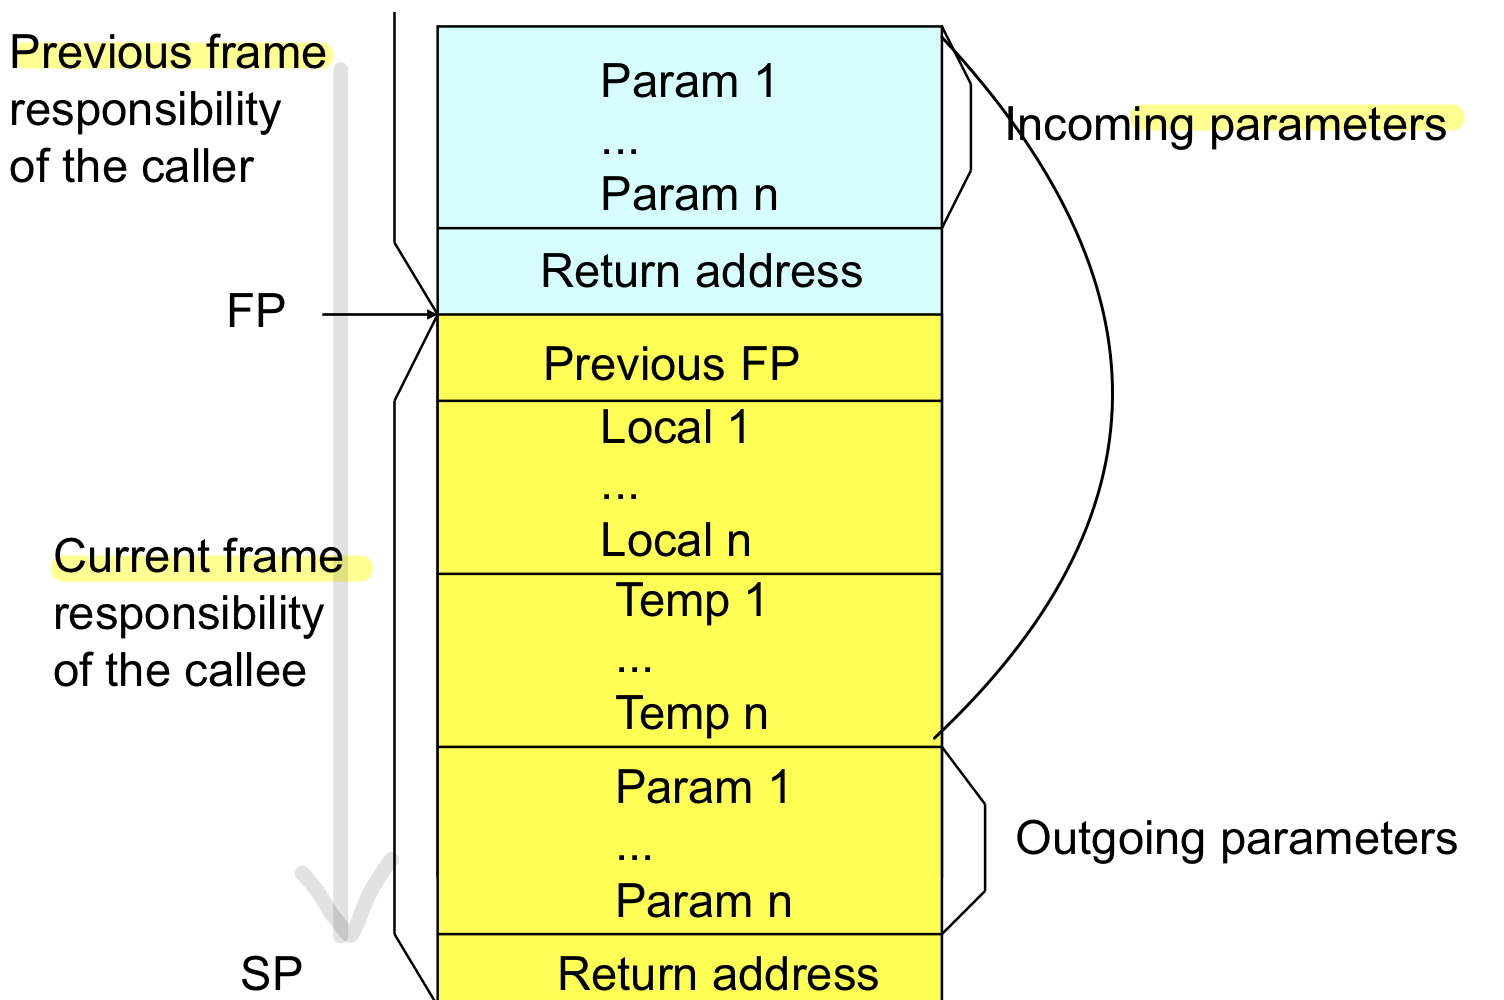 Previous frame
responsibility
of the caller
Param 1
...
Param n
Incoming parameters
Return address
FP
Previous FP
Local 1
...
Local n
Current frame
responsibility
of the callee
Temp 1
...
Temp n
Param 1
...
Param n
Outgoing parameters
SP
Return address